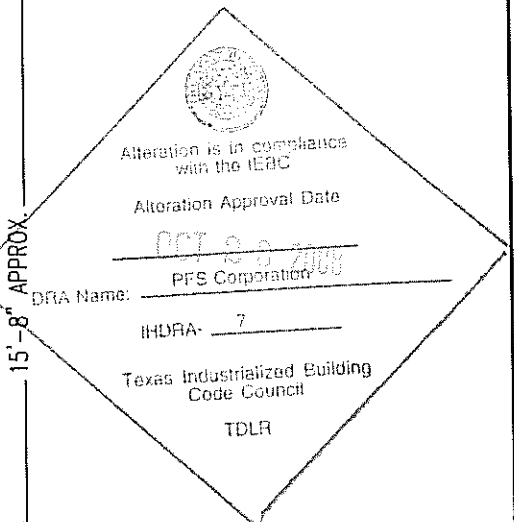 Alteration is in compliance
with the IEBC
Alteration Approval Date
OCT
DRA Name: PFS Corporation
IHDRA- 7
Texas Industrialized Building
Code Council
TDLR
15'-8" APPROX.